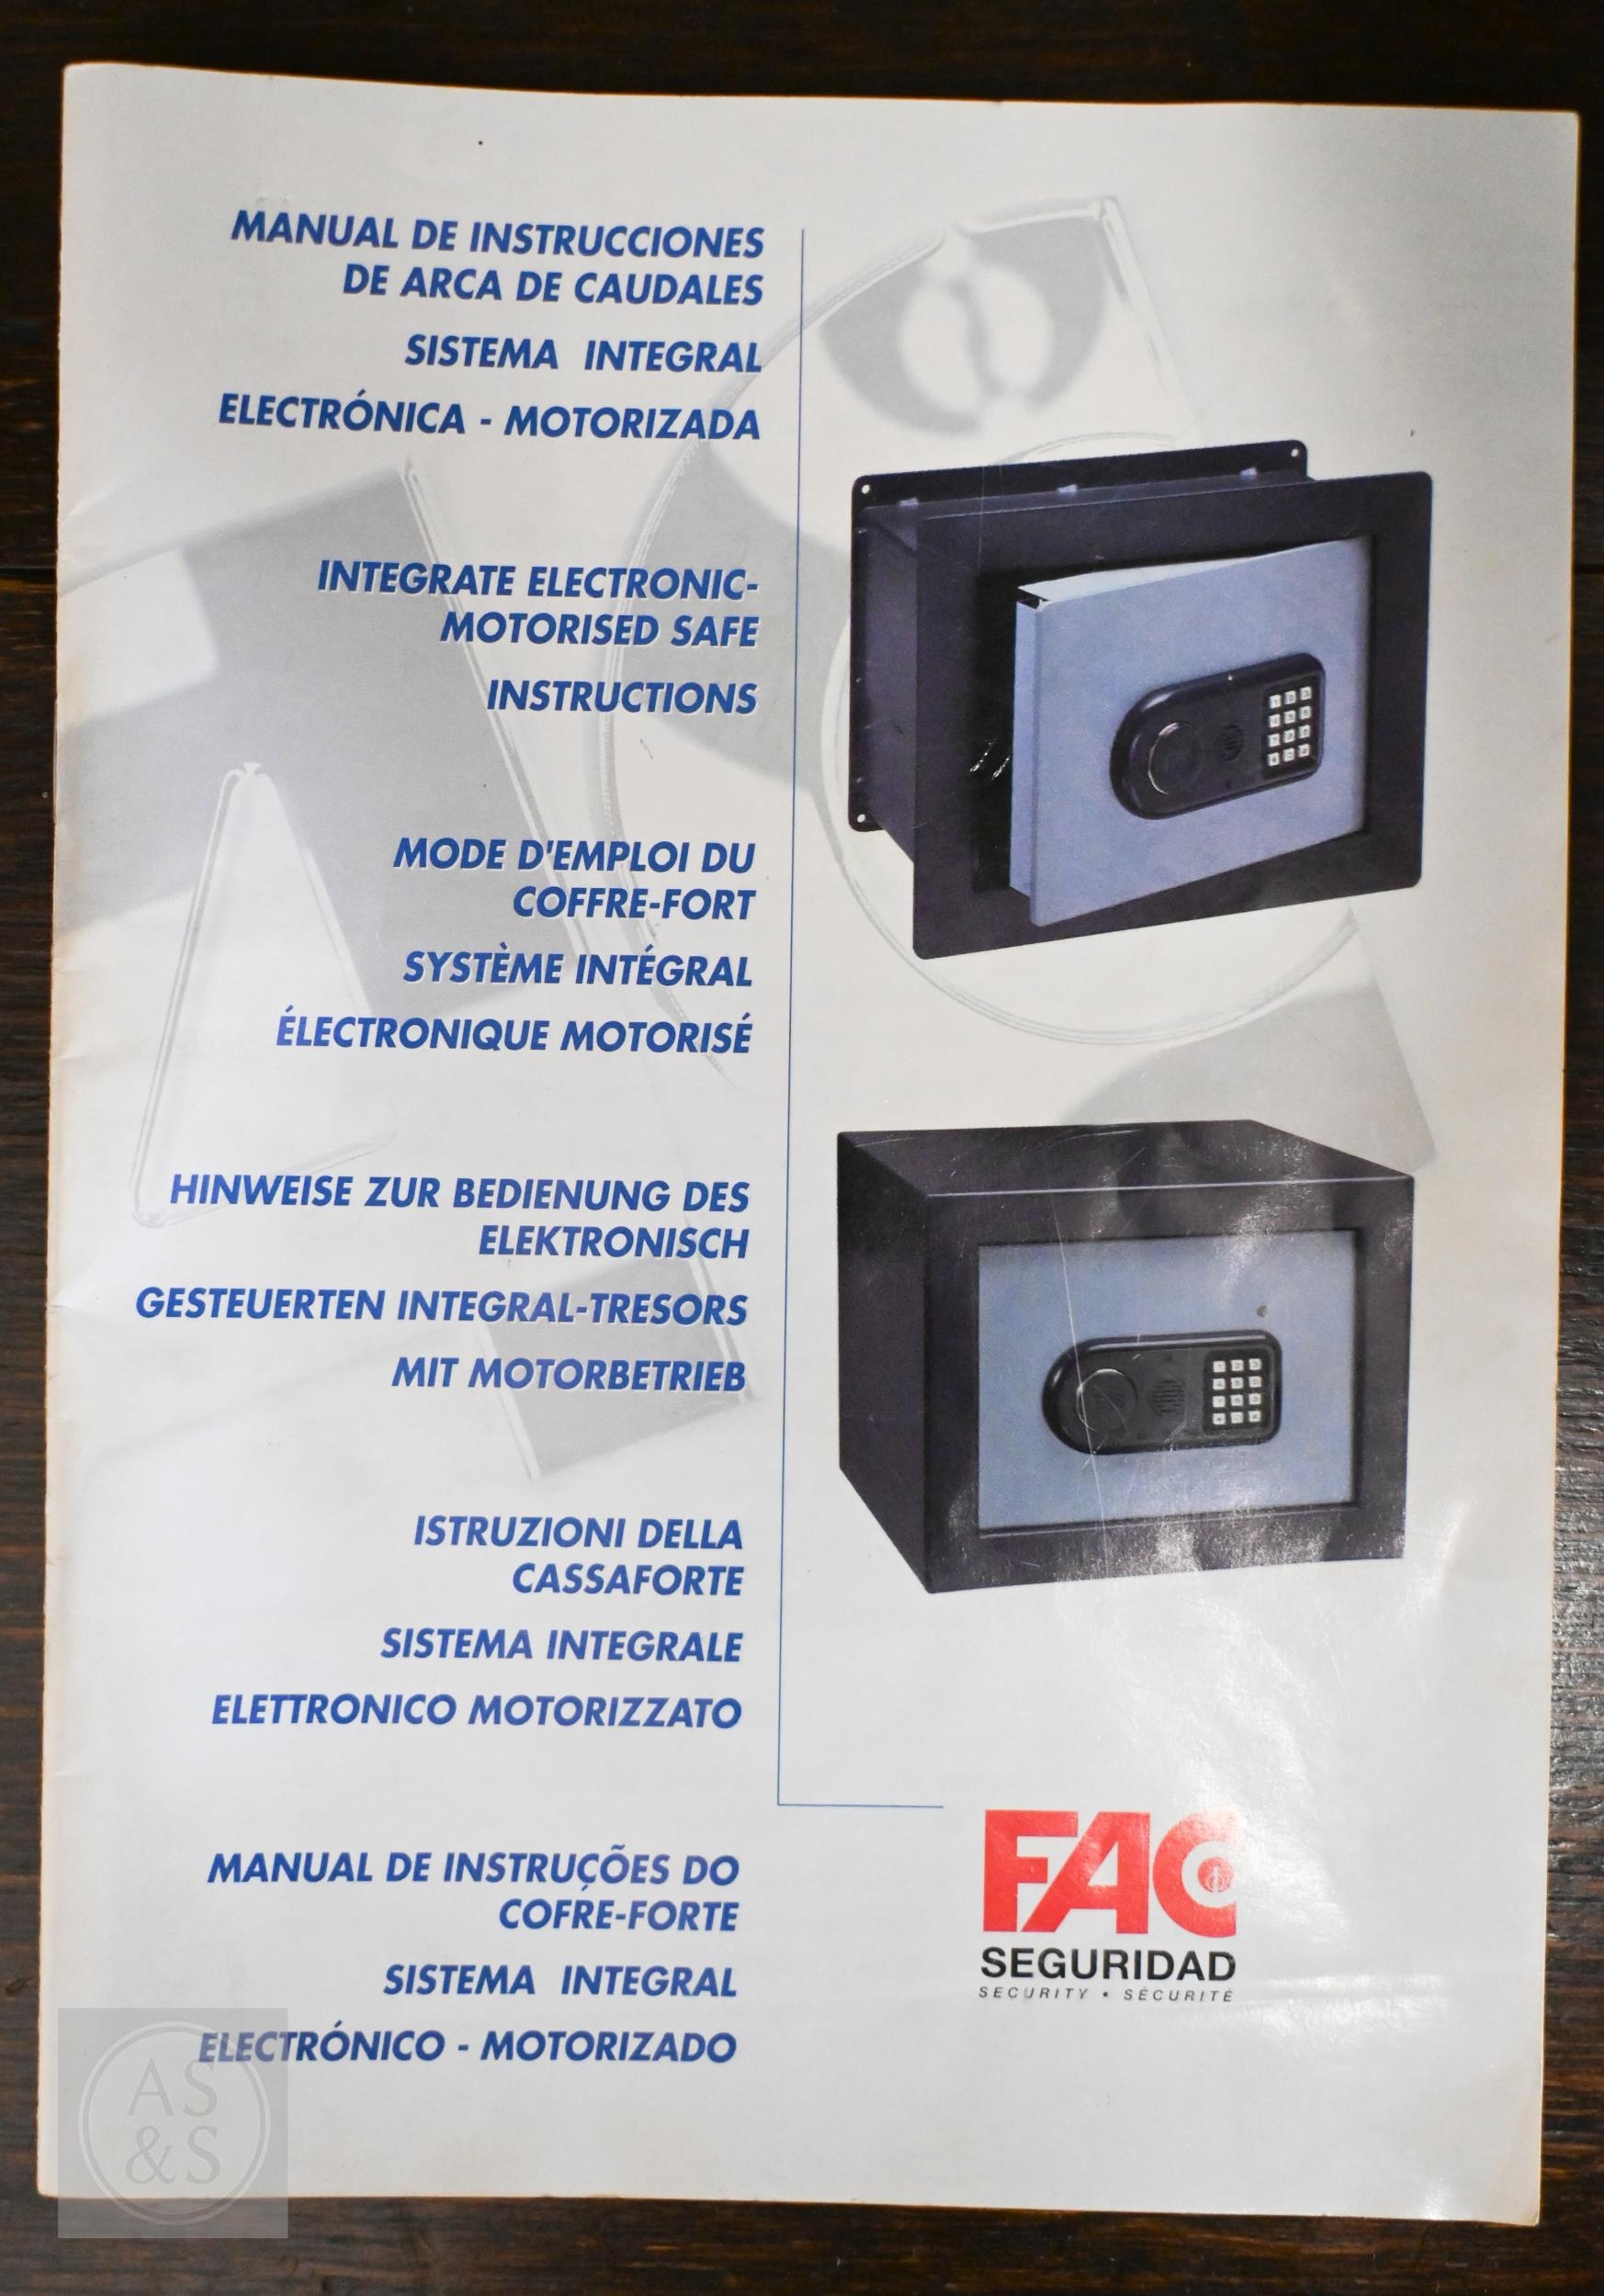 MANUAL DE INSTRUCCIONES
DE ARCA DE CAUDALES
SISTEMA INTEGRAL
ELECTRÓNICA - MOTORIZADA
INTEGRATE ELECTRONIC-
MOTORISED SAFE
INSTRUCTIONS
MODE D'EMPLOI DU
COFFRE-FORT
SYSTÈME INTÉGRAL
ÉLECTRONIQUE MOTORISÉ
HINWEISE ZUR BEDIENUNG DES
ELEKTRONISCH
GESTEUERTEN INTEGRAL-TRESORS
MIT MOTORBETRIEB
ISTRUZIONI DELLA
CASSAFORTE
SISTEMA INTEGRALE
ELETTRONICO MOTORIZZATO
MANUAL DE INSTRUÇÕES DO
COFRE-FORTE
SISTEMA INTEGRAL
ELECTRÓNICO - MOTORIZADO
FAC
SEGURIDAD
SECURITY • SÉCURITÉ
AS
&S